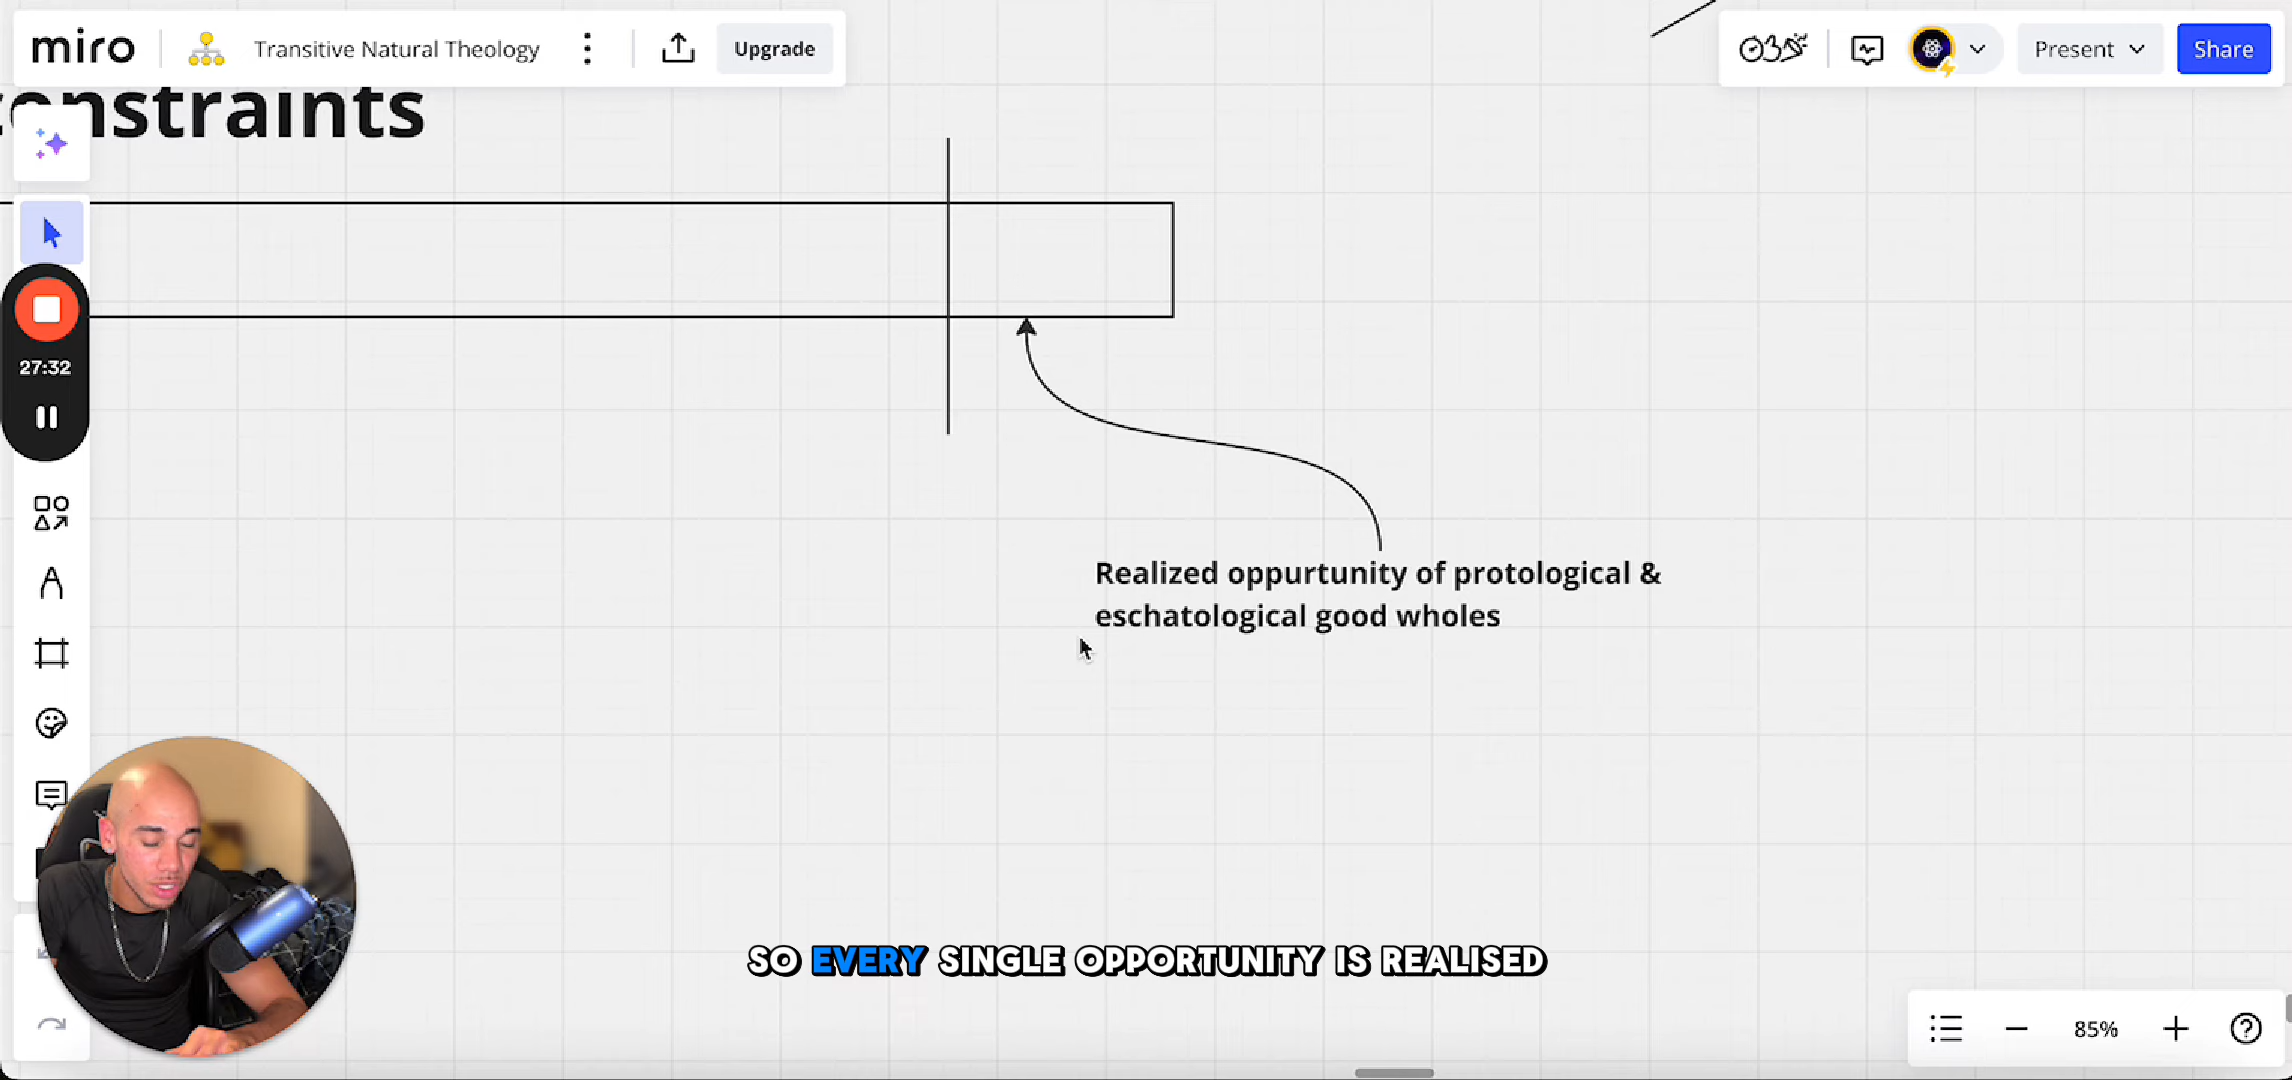 miro
Transitive Natural Theology
Upgrade
Present
Share
onstraints
27:32
Realized oppurtunity of protological &
eschatological good wholes
SO EVERY SINGLE OPPORTUNITY IS REALISED
85%